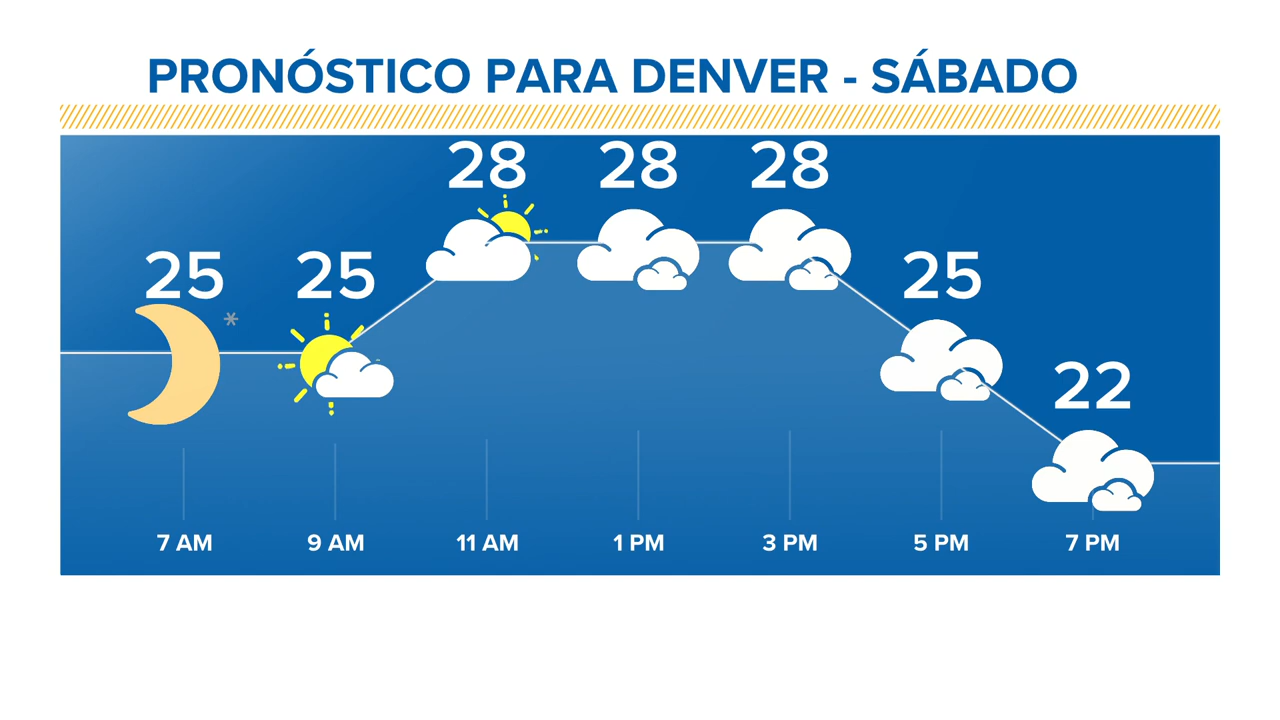 PRONÓSTICO PARA DENVER - SÁBADO
28 28 28
25 25 25
22
7 AM 9 AM 11 AM 1 PM 3 PM 5 PM 7 PM